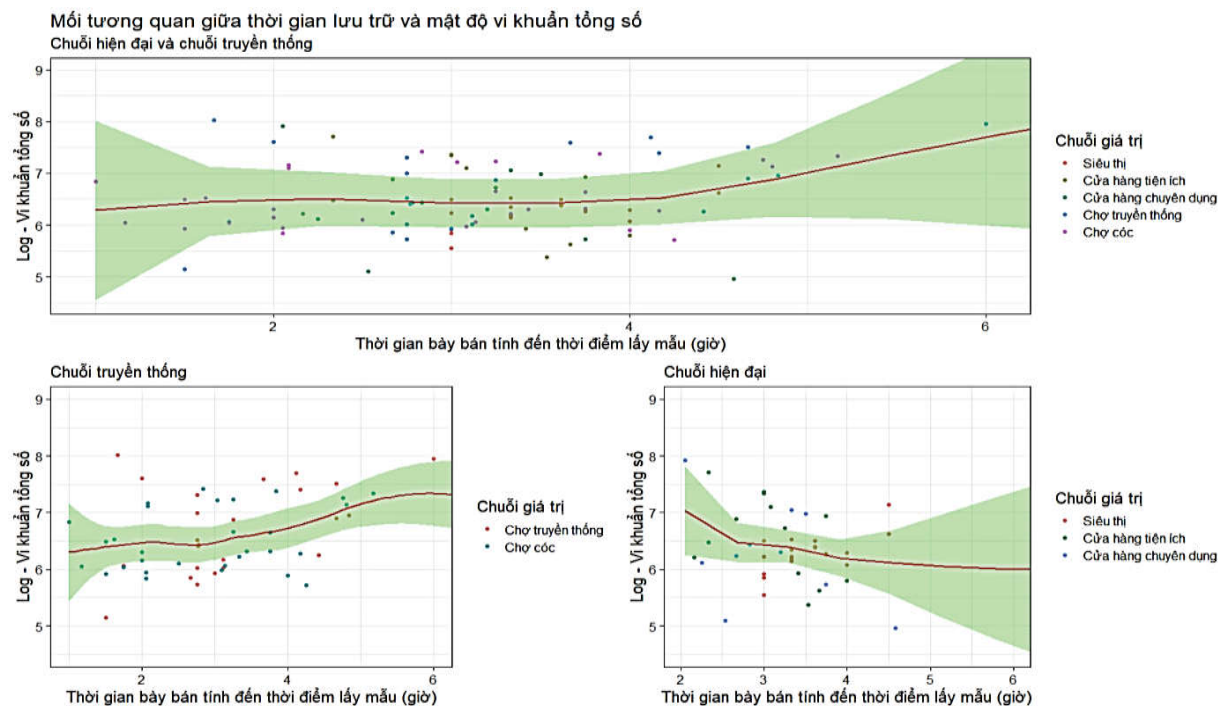 Mối tương quan giữa thời gian lưu trữ và mật độ vi khuẩn tổng số
Chuỗi hiện đại và chuỗi truyền thống
Log - Vi khuẩn tổng số
9
8
7
6
5
2
4
6
Thời gian bày bán tính đến thời điểm lấy mẫu (giờ)
Chuỗi giá trị
Siêu thị
Cửa hàng tiện ích
Cửa hàng chuyên dụng
Chợ truyền thống
Chợ cóc
Chuỗi truyền thống
Log - Vi khuẩn tổng số
9
8
7
6
5
2
4
6
Thời gian bày bán tính đến thời điểm lấy mẫu (giờ)
Chuỗi giá trị
Chợ truyền thống
Chợ cóc
Chuỗi hiện đại
Log - Vi khuẩn tổng số
9
8
7
6
5
2
3
4
5
6
Thời gian bày bán tính đến thời điểm lấy mẫu (giờ)
Chuỗi giá trị
Siêu thị
Cửa hàng tiện ích
Cửa hàng chuyên dụng